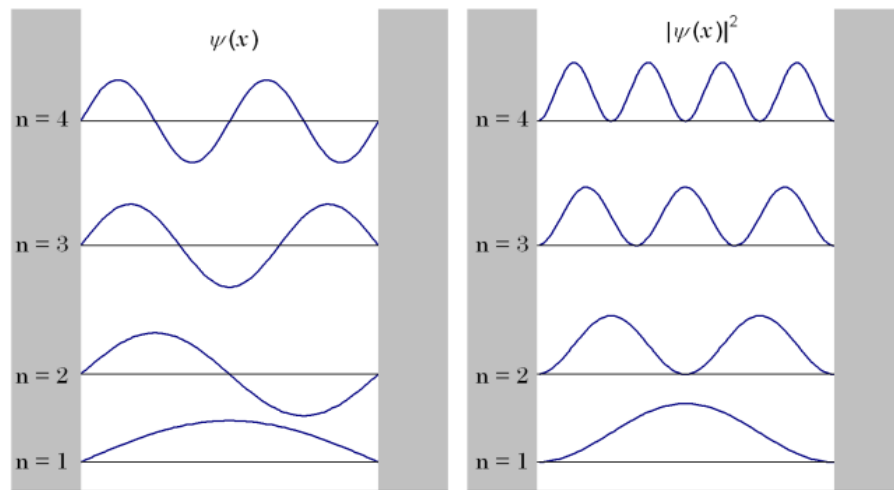 ψ(x)
n = 4
n = 3
n = 2
n = 1
|ψ(x)|²
n = 4
n = 3
n = 2
n = 1